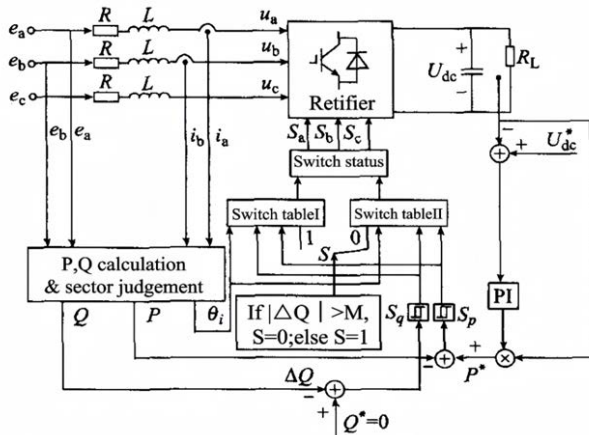 e_a R L u_a
e_b R L u_b
e_c R L u_c
Retifier
+ U_dc − R_L
e_b e_a i_b i_a
S_a S_b S_c
− + U*_dc
Switch status
Switch tableI
Switch tableII
S 1 0
P,Q calculation
& sector judgement
Q P θ_i
If |△Q| >M,
S=0;else S=1
S_q S_p
PI
− + P* ×
ΔQ − +
+ Q*=0